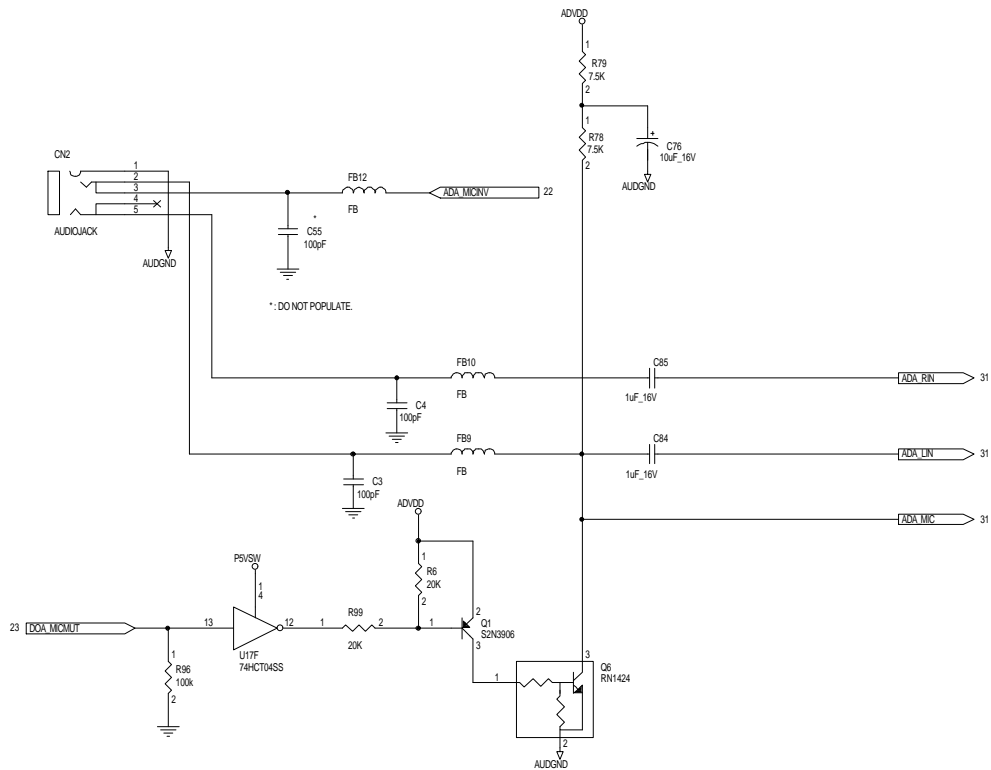 ADVDD
1
R79
7.5K
2
1
R78
7.5K
2
+
C76
10uF_16V
AUDGND
CN2
1
2
3
4
5
AUDIOJACK
AUDGND
FB12
FB
ADA_MICINV
22
*
C55
100pF
* : DO NOT POPULATE.
FB10
FB
C85
1uF_16V
ADA_RIN
31
C4
100pF
FB9
FB
C84
1uF_16V
ADA_LIN
31
C3
100pF
ADVDD
ADA_MIC
31
P5VSW
1
4
1
R6
20K
2
23
DOA_MICMUT
13
12
1
R99
2
20K
1
2
Q1
S2N3906
3
U17F
74HCT04SS
1
R96
100k
2
1
3
Q6
RN1424
2
AUDGND